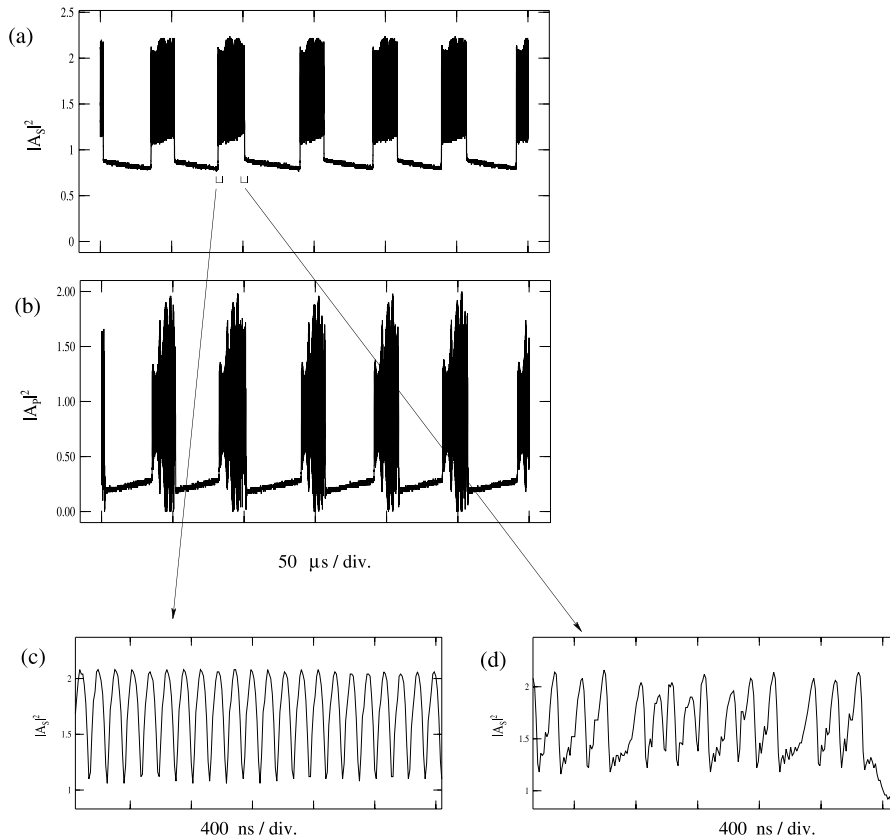 (a)
2.5
2
1.5
1
0.5
0
|A_S|²
(b)
2.00
1.50
1.00
0.50
0.00
|A_P|²
50 μs / div.
(c)
2
1.5
1
|A_S|²
400 ns / div.
(d)
2
1.5
1
|A_S|²
400 ns / div.